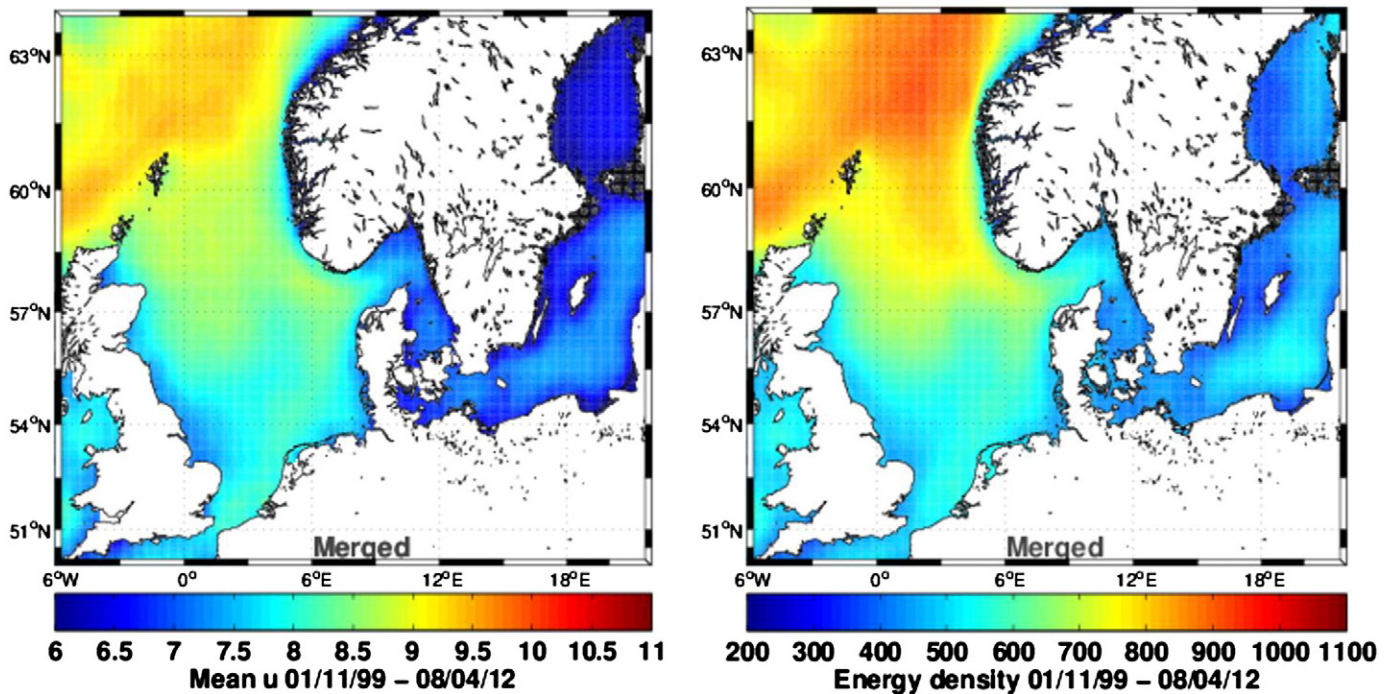 63°N
60°N
57°N
54°N
51°N
Merged
6°W 0° 6°E 12°E 18°E
6 6.5 7 7.5 8 8.5 9 9.5 10 10.5 11
Mean u 01/11/99 – 08/04/12
63°N
60°N
57°N
54°N
51°N
Merged
6°W 0° 6°E 12°E 18°E
200 300 400 500 600 700 800 900 1000 1100
Energy density 01/11/99 – 08/04/12